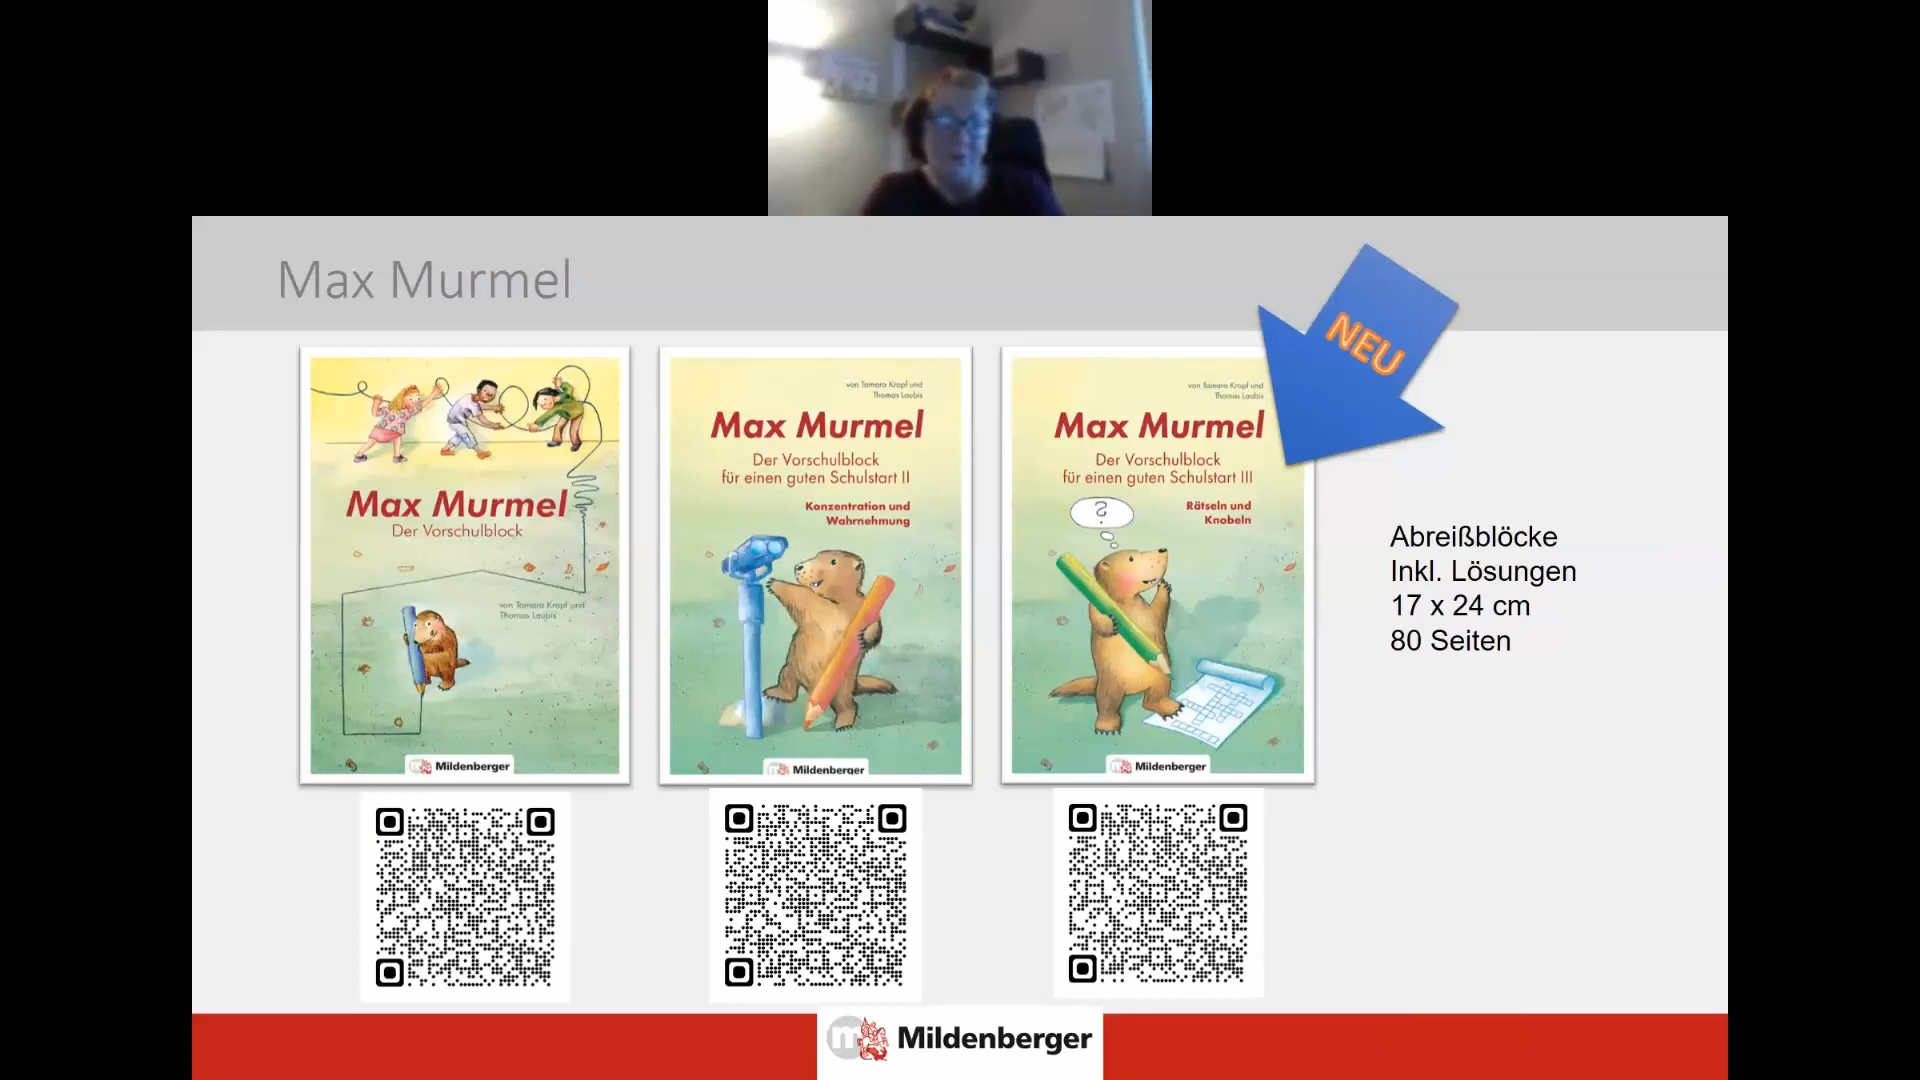 Max Murmel
NEU
Max Murmel
Der Vorschulblock
von Tamara Kropf und
Thomas Laubis
Mildenberger
von Tamara Kropf und
Thomas Laubis
Max Murmel
Der Vorschulblock
für einen guten Schulstart II
Konzentration und
Wahrnehmung
Mildenberger
von Tamara Kropf und
Thomas Laubis
Max Murmel
Der Vorschulblock
für einen guten Schulstart III
Rätseln und
Knobeln
?
Mildenberger
Abreißblöcke
Inkl. Lösungen
17 x 24 cm
80 Seiten
m Mildenberger